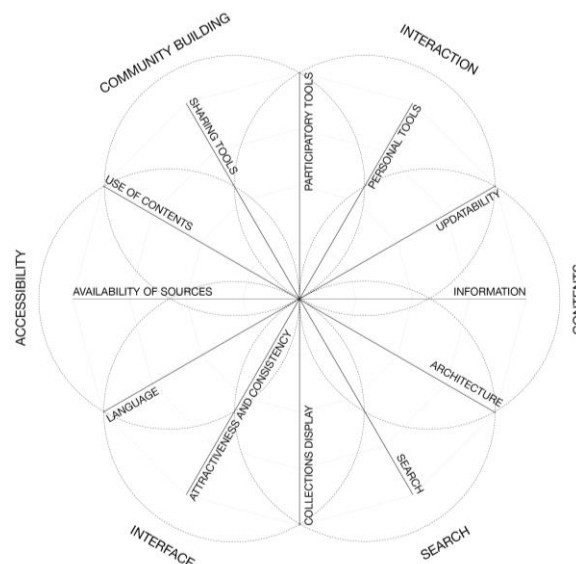 COMMUNITY BUILDING
INTERACTION
SHARING TOOLS
PARTICIPATORY TOOLS
PERSONAL TOOLS
USE OF CONTENTS
UPDATABILITY
ACCESSIBILITY
AVAILABILITY OF SOURCES
INFORMATION
CONTENTS
LANGUAGE
ATTRACTIVENESS AND CONSISTENCY
COLLECTIONS DISPLAY
SEARCH
ARCHITECTURE
INTERFACE
SEARCH